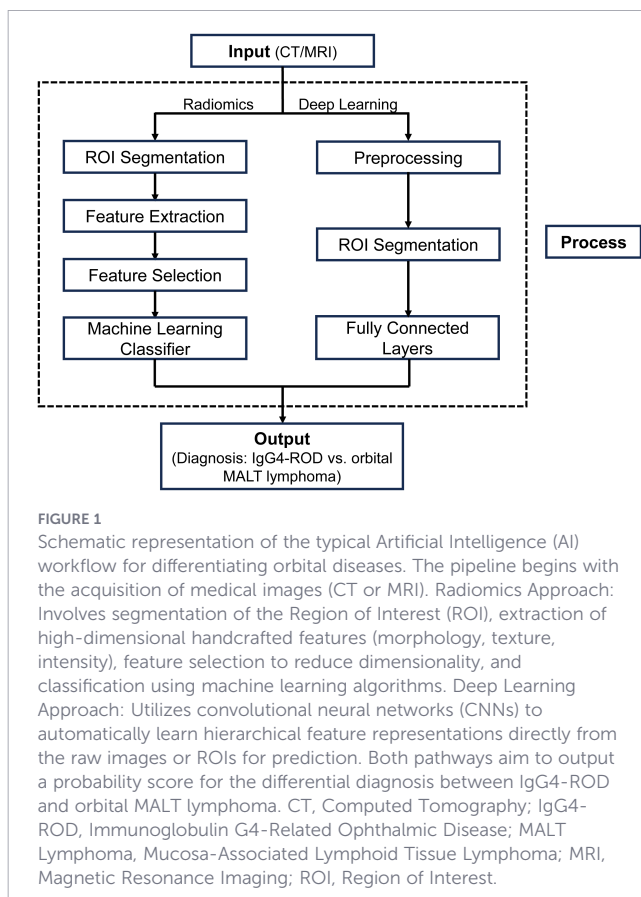 Input (CT/MRI)
Radiomics
Deep Learning
ROI Segmentation
Feature Extraction
Feature Selection
Machine Learning
Classifier
Preprocessing
ROI Segmentation
Fully Connected
Layers
Process
Output
(Diagnosis: IgG4-ROD vs. orbital
MALT lymphoma)
FIGURE 1
Schematic representation of the typical Artificial Intelligence (AI)
workflow for differentiating orbital diseases. The pipeline begins with
the acquisition of medical images (CT or MRI). Radiomics Approach:
Involves segmentation of the Region of Interest (ROI), extraction of
high-dimensional handcrafted features (morphology, texture,
intensity), feature selection to reduce dimensionality, and
classification using machine learning algorithms. Deep Learning
Approach: Utilizes convolutional neural networks (CNNs) to
automatically learn hierarchical feature representations directly from
the raw images or ROIs for prediction. Both pathways aim to output
a probability score for the differential diagnosis between IgG4-ROD
and orbital MALT lymphoma. CT, Computed Tomography; IgG4-
ROD, Immunoglobulin G4-Related Ophthalmic Disease; MALT
Lymphoma, Mucosa-Associated Lymphoid Tissue Lymphoma; MRI,
Magnetic Resonance Imaging; ROI, Region of Interest.